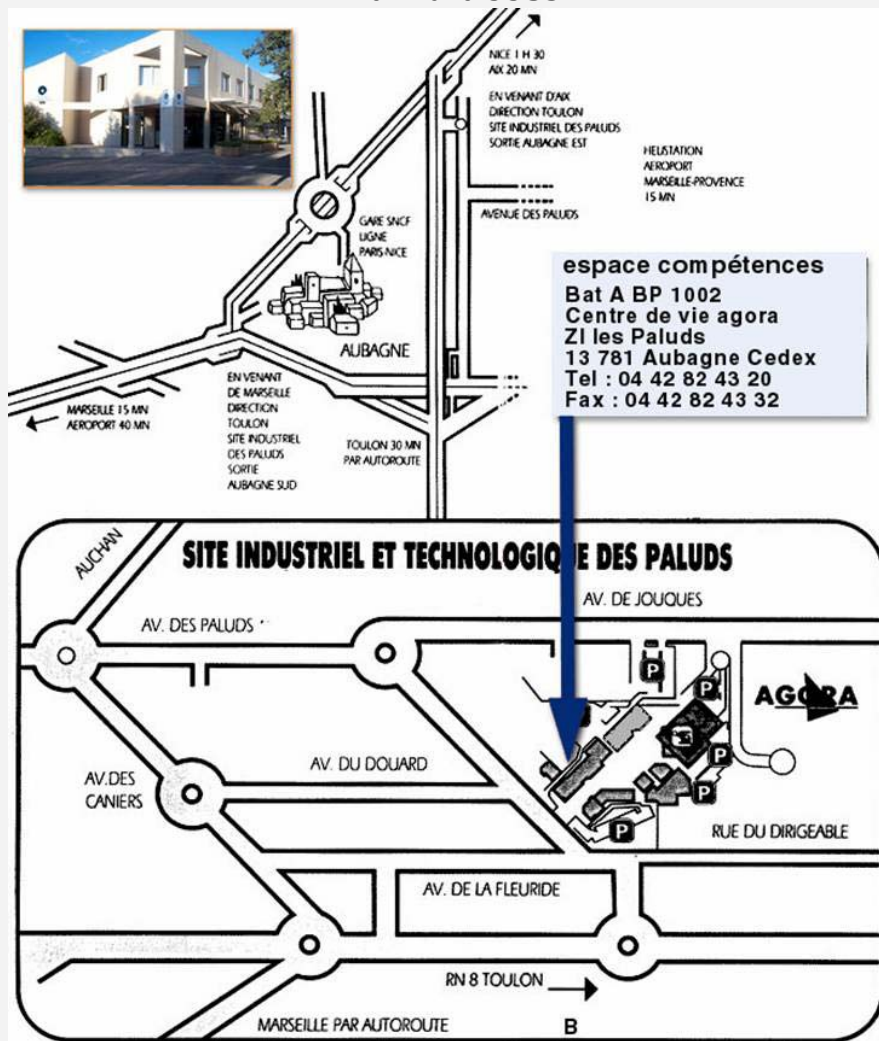 NICE 1 H 30
AIX 20 MN
EN VENANT D'AIX
DIRECTION TOULON
SITE INDUSTRIEL DES PALUDS
SORTIE AUBAGNE EST
HELISTATION
AEROPORT
MARSEILLE-PROVENCE
15 MN
AVENUE DES PALUDS
GARE SNCF
LIGNE
PARIS-NICE
espace compétences
Bat A BP 1002
Centre de vie agora
ZI les Paluds
13 781 Aubagne Cedex
Tel : 04 42 82 43 20
Fax : 04 42 82 43 32
AUBAGNE
MARSEILLE 15 MN
AEROPORT 40 MN
EN VENANT
DE MARSEILLE
DIRECTION
TOULON
SITE INDUSTRIEL
DES PALUDS
SORTIE
AUBAGNE SUD
TOULON 30 MN
PAR AUTOROUTE
AUCHAN
SITE INDUSTRIEL ET TECHNOLOGIQUE DES PALUDS
AV. DE JOUQUES
AV. DES PALUDS
P
P
AGORA
P
AV. DU DOUARD
P
AV.DES
CANIERS
P
P
RUE DU DIRIGEABLE
AV. DE LA FLEURIDE
RN 8 TOULON
MARSEILLE PAR AUTOROUTE
B